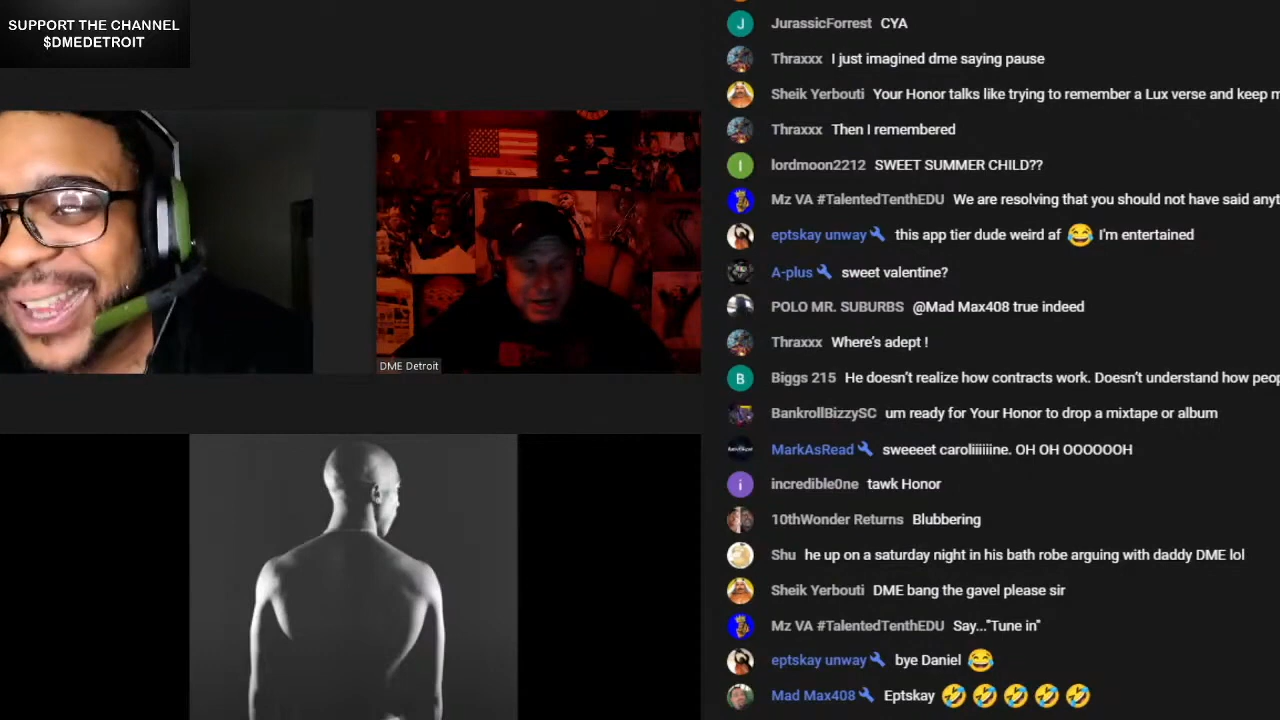 SUPPORT THE CHANNEL
$DMEDETROIT
DME Detroit
JurassicForrest CYA
Thraxxx I just imagined dme saying pause
Sheik Yerbouti Your Honor talks like trying to remember a Lux verse and keep
Thraxxx Then I remembered
lordmoon2212 SWEET SUMMER CHILD??
Mz VA #TalentedTenthEDU We are resolving that you should not have said
eptskay unway this app tier dude weird af 😂 I'm entertained
A-plus sweet valentine?
POLO MR. SUBURBS @Mad Max408 true indeed
Thraxxx Where's adept !
B Biggs 215 He doesn't realize how contracts work. Doesn't understand how
BankrollBizzySC um ready for Your Honor to drop a mixtape or album
MarkAsRead sweeeet caroliiiiiine. OH OH OOOOOOH
i incredible0ne tawk Honor
10thWonder Returns Blubbering
Shu he up on a saturday night in his bath robe arguing with daddy DME lol
Sheik Yerbouti DME bang the gavel please sir
Mz VA #TalentedTenthEDU Say..."Tune in"
eptskay unway bye Daniel 😂
Mad Max408 Eptskay 🤣🤣🤣🤣🤣